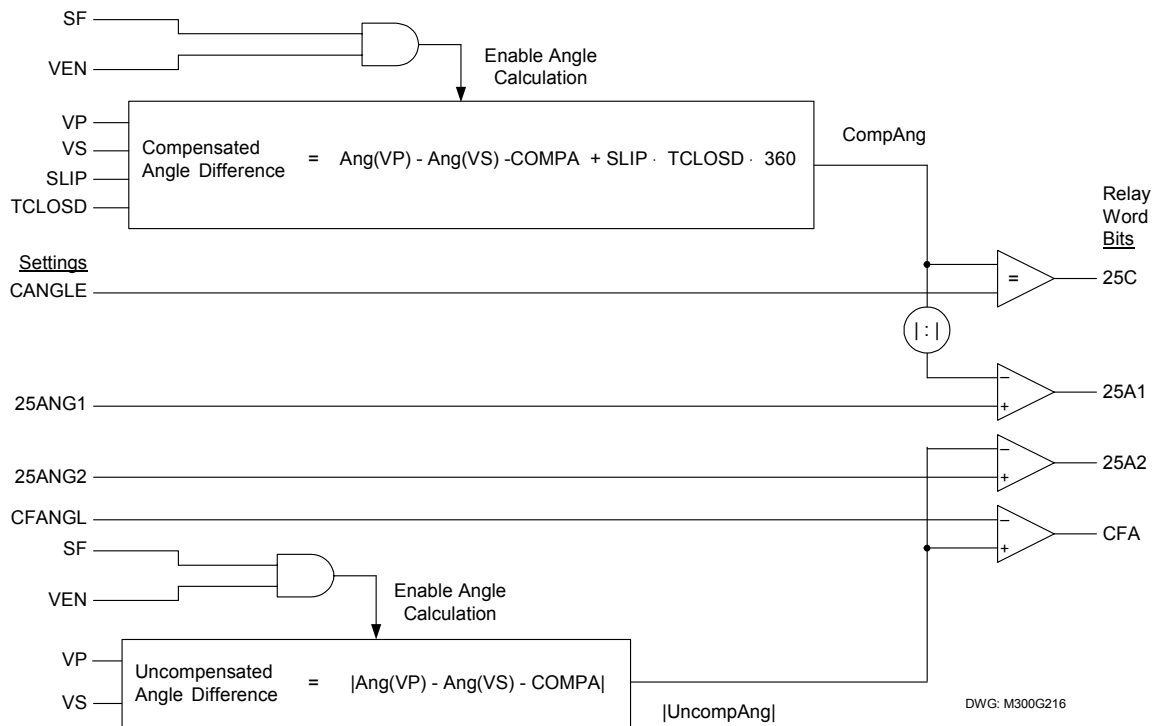 SF
VEN
Enable Angle
Calculation
VP
VS
SLIP
TCLOSD
Compensated
Angle Difference = Ang(VP) - Ang(VS) -COMPA + SLIP · TCLOSD · 360
CompAng
Relay
Word
Bits
Settings
CANGLE
=
25C
| : |
25ANG1
−
+
25A1
25ANG2
−
+
25A2
CFANGL
−
+
CFA
SF
VEN
Enable Angle
Calculation
VP
VS
Uncompensated
Angle Difference = |Ang(VP) - Ang(VS) - COMPA|
|UncompAng|
DWG: M300G216